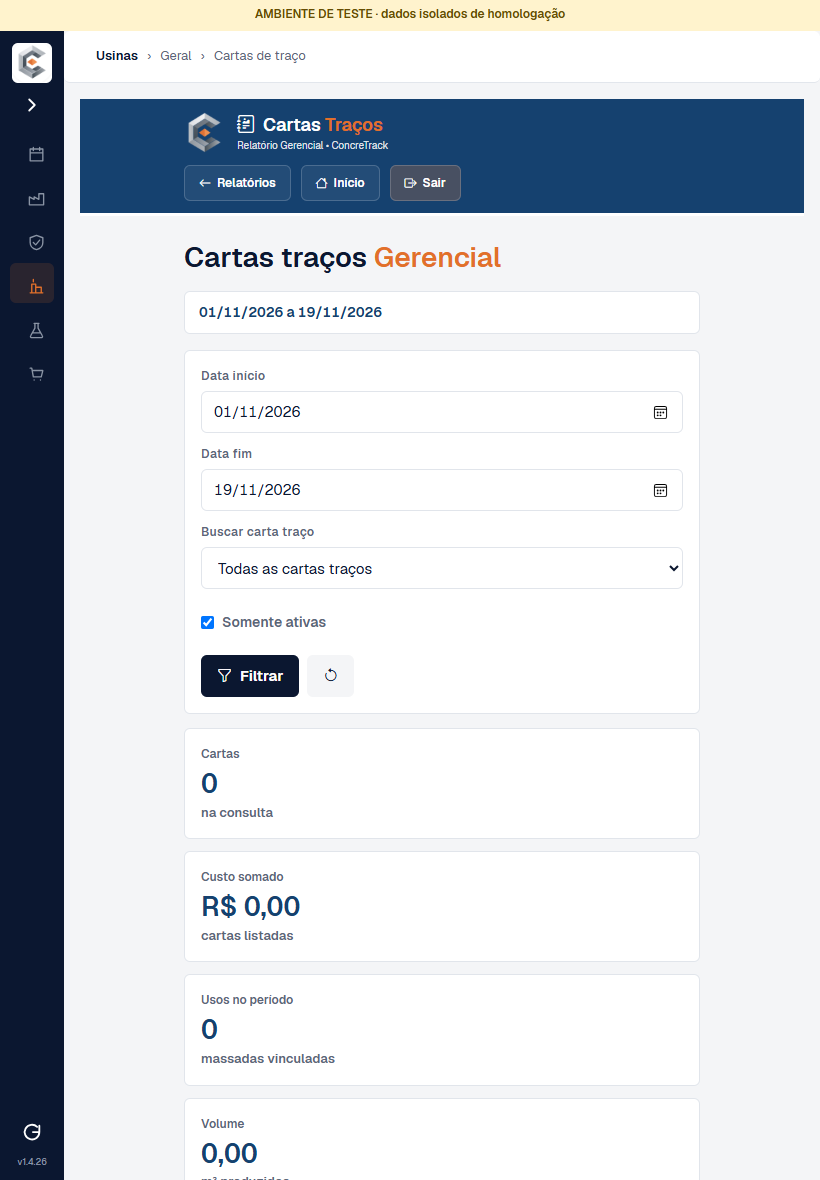 AMBIENTE DE TESTE · dados isolados de homologação
Usinas › Geral › Cartas de traço
Cartas Traços
Relatório Gerencial • ConcreTrack
Relatórios
Início
Sair
Cartas traços Gerencial
01/11/2026 a 19/11/2026
Data início
01/11/2026
Data fim
19/11/2026
Buscar carta traço
Todas as cartas traços
Somente ativas
Filtrar
Cartas
0
na consulta
Custo somado
R$ 0,00
cartas listadas
Usos no período
0
massadas vinculadas
Volume
0,00
m³ produzidos
v1.4.26